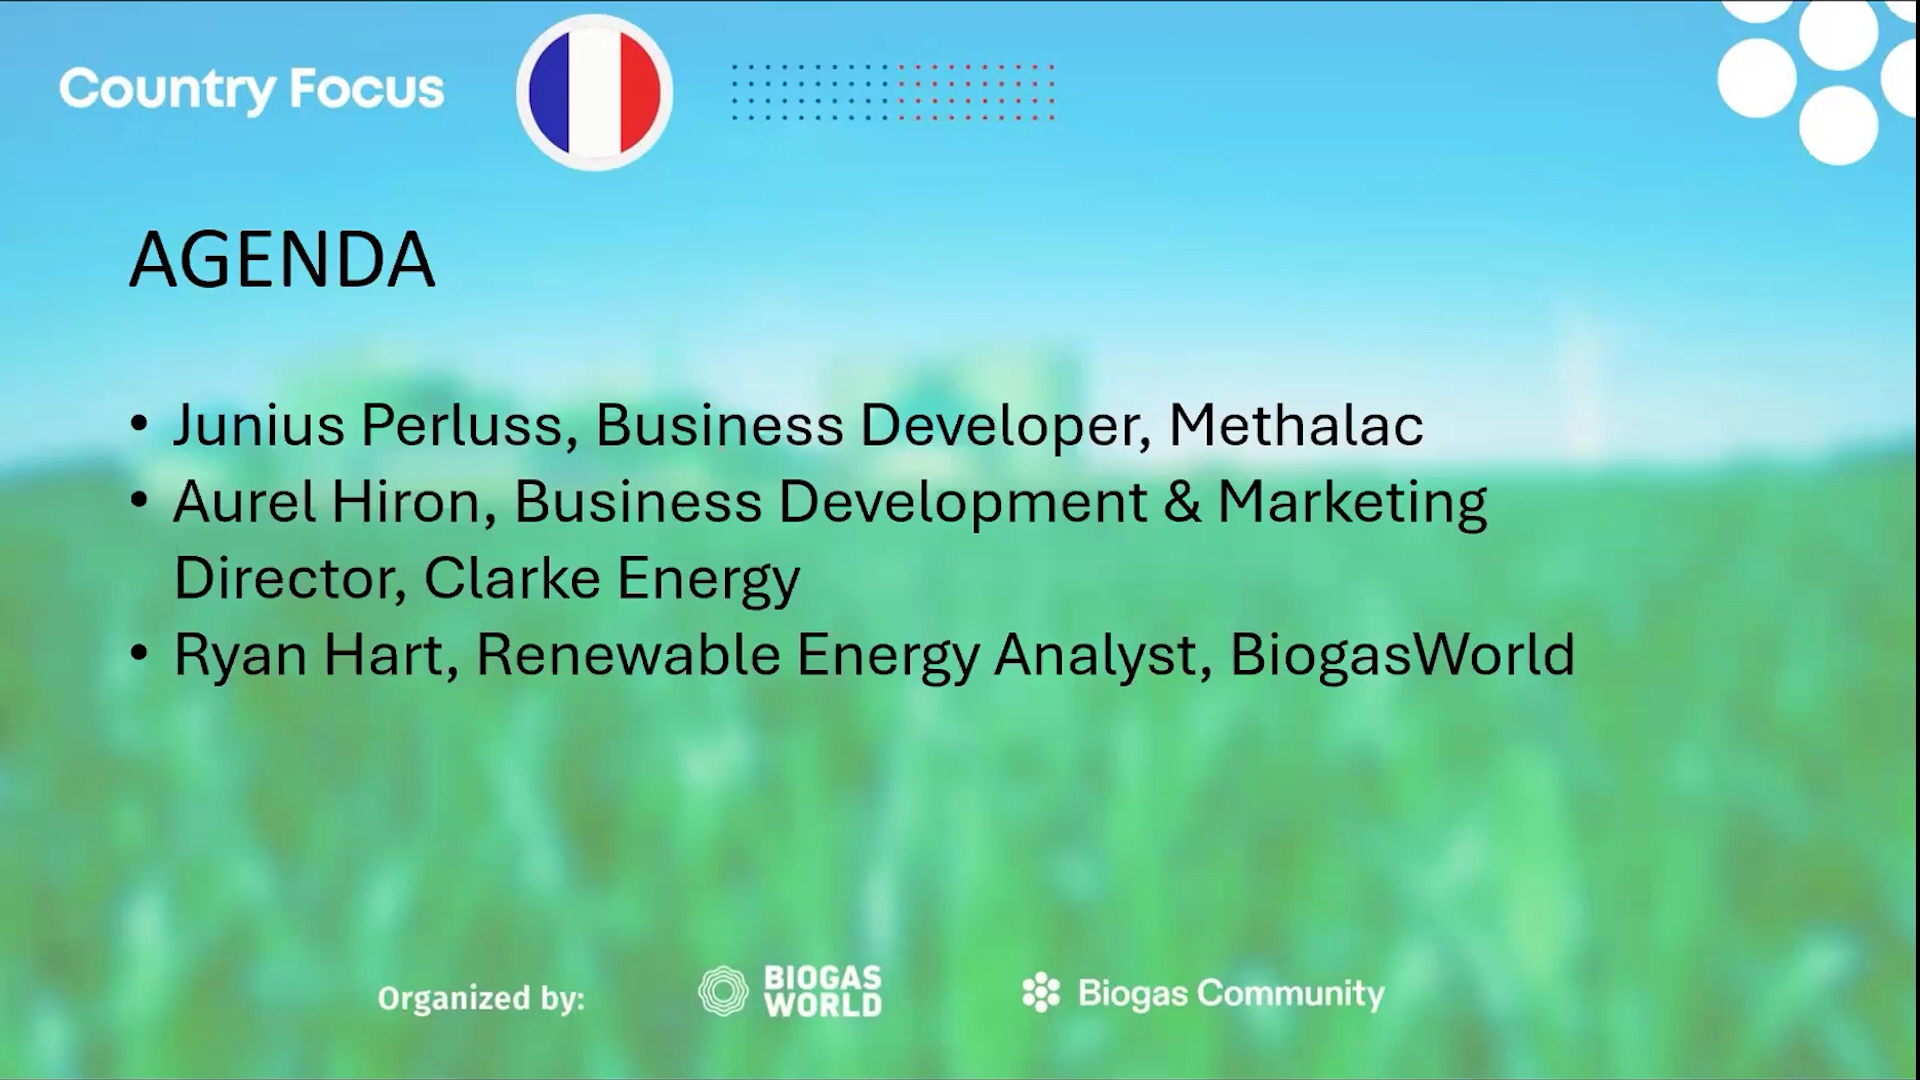 Country Focus
AGENDA
• Junius Perluss, Business Developer, Methalac
• Aurel Hiron, Business Development & Marketing
Director, Clarke Energy
• Ryan Hart, Renewable Energy Analyst, BiogasWorld
Organized by:
BIOGAS
WORLD
Biogas Community